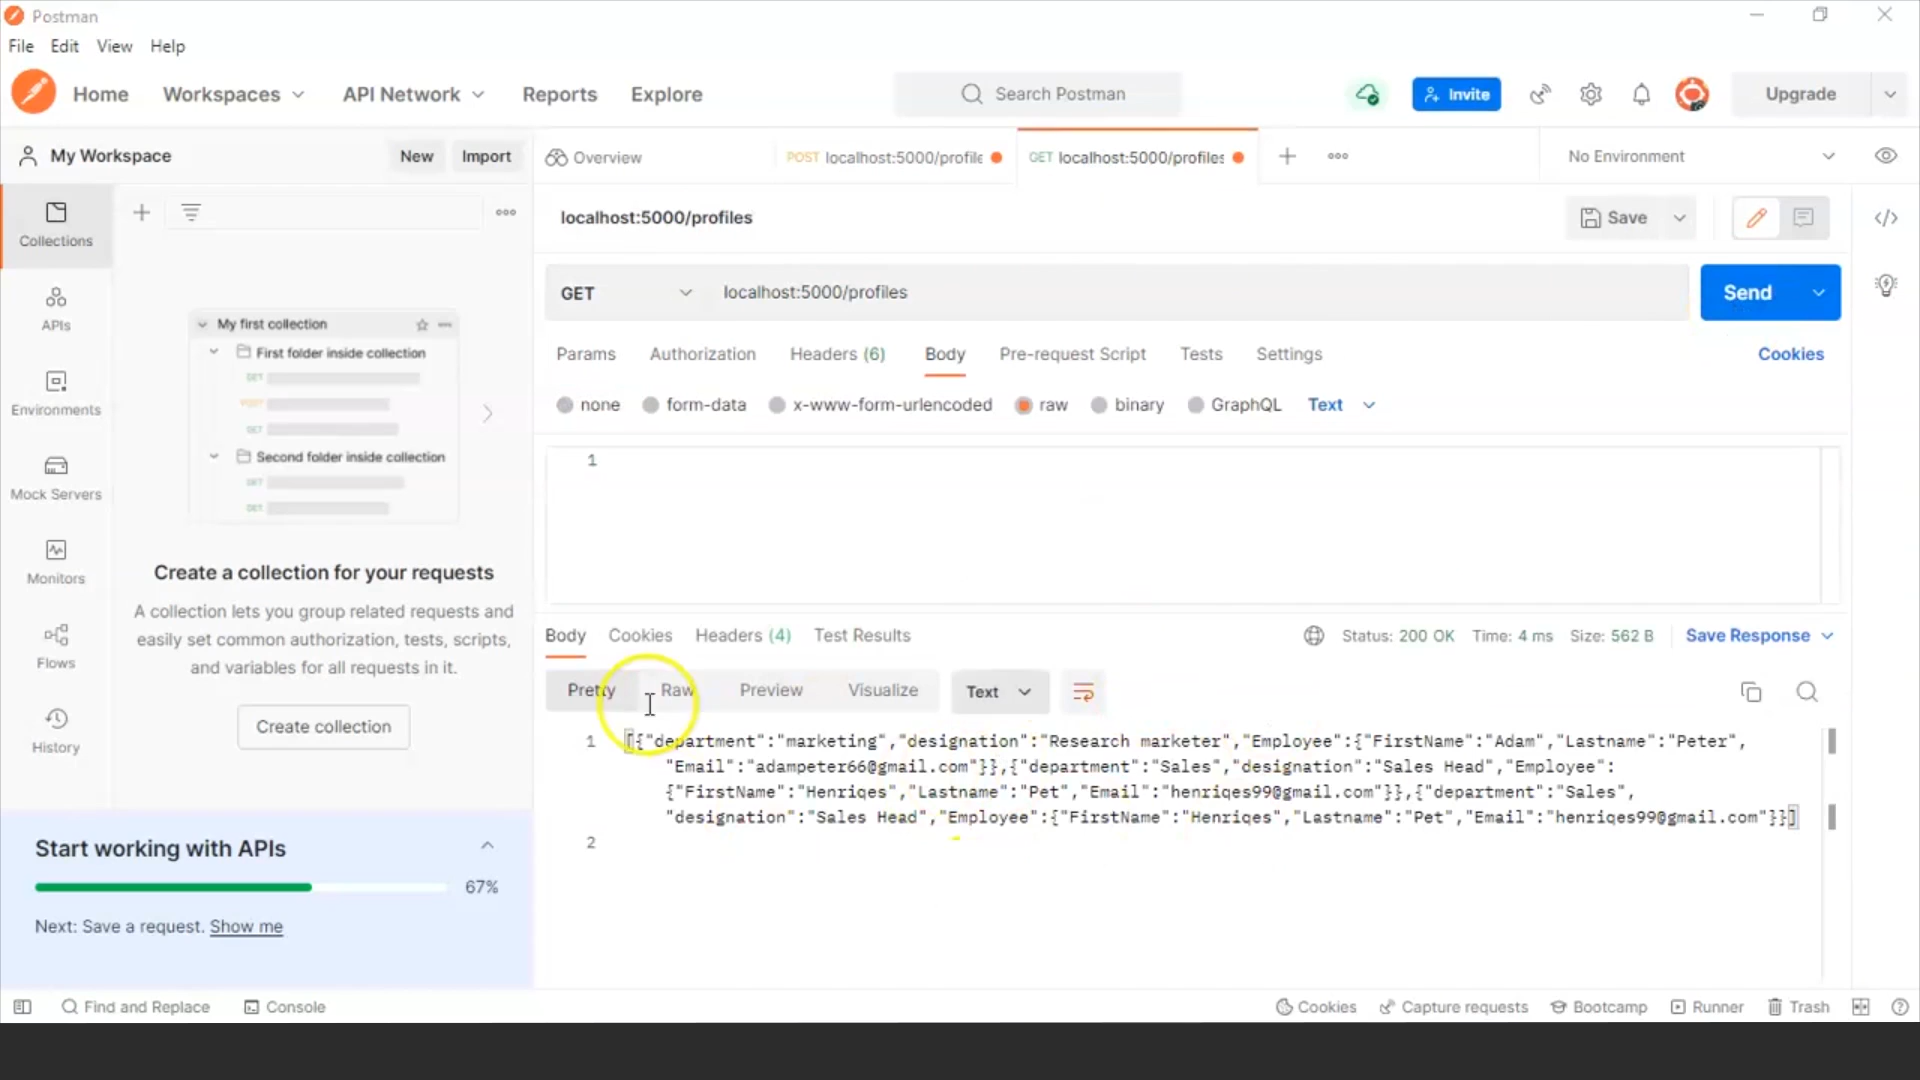 Postman
File Edit View Help
Home Workspaces API Network Reports Explore Search Postman Invite Upgrade
My Workspace New Import Overview POST localhost:5000/profile GET localhost:5000/profiles No Environment
Collections
APIs
Environments
Mock Servers
Monitors
Flows
History
My first collection
First folder inside collection
GET
POST
GET
Second folder inside collection
GET
GET
Create a collection for your requests
A collection lets you group related requests and
easily set common authorization, tests, scripts,
and variables for all requests in it.
Create collection
Start working with APIs
67%
Next: Save a request. Show me
localhost:5000/profiles Save
GET localhost:5000/profiles Send
Params Authorization Headers (6) Body Pre-request Script Tests Settings Cookies
none form-data x-www-form-urlencoded raw binary GraphQL Text
1
Body Cookies Headers (4) Test Results Status: 200 OK Time: 4 ms Size: 562 B Save Response
Pretty Raw Preview Visualize Text
1 [{"department":"marketing","designation":"Research marketer","Employee":{"FirstName":"Adam","Lastname":"Peter",
"Email":"adampeter66@gmail.com"}},{"department":"Sales","designation":"Sales Head","Employee":
{"FirstName":"Henriqes","Lastname":"Pet","Email":"henriqes99@gmail.com"}},{"department":"Sales",
"designation":"Sales Head","Employee":{"FirstName":"Henriqes","Lastname":"Pet","Email":"henriqes99@gmail.com"}}]
2
Find and Replace Console Cookies Capture requests Bootcamp Runner Trash